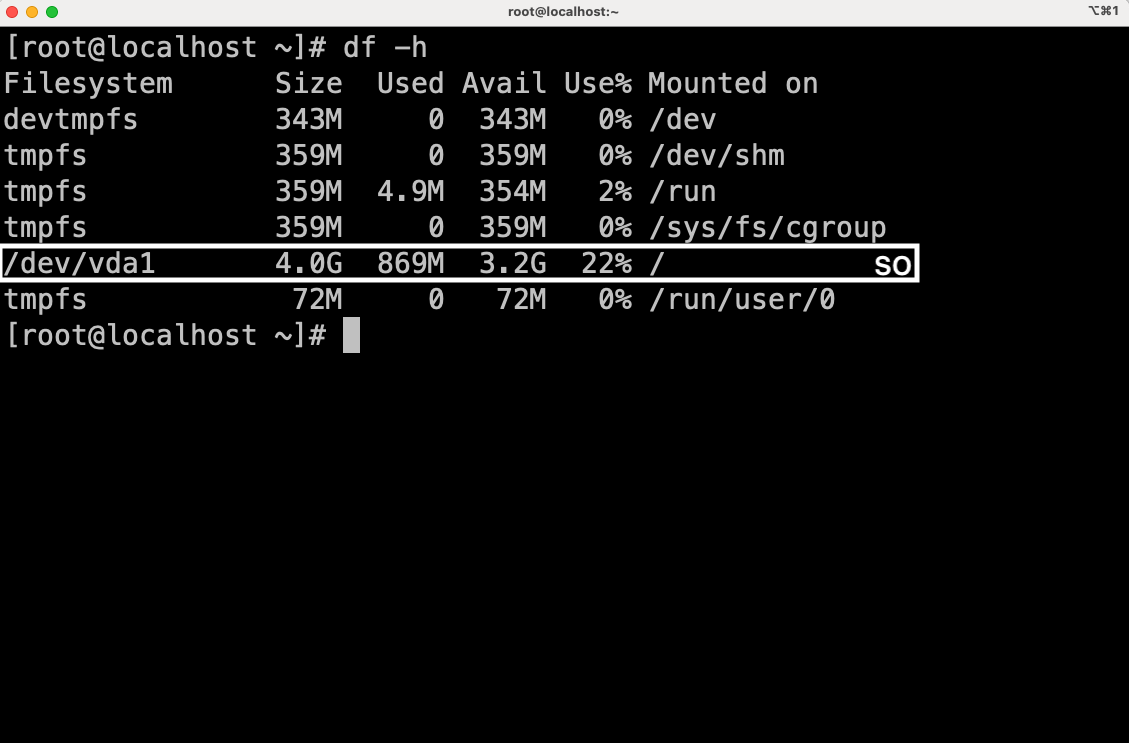 root@localhost:~ ⌥⌘1
[root@localhost ~]# df -h
Filesystem      Size  Used Avail Use% Mounted on
devtmpfs        343M     0  343M   0% /dev
tmpfs           359M     0  359M   0% /dev/shm
tmpfs           359M  4.9M  354M   2% /run
tmpfs           359M     0  359M   0% /sys/fs/cgroup
/dev/vda1       4.0G  869M  3.2G  22% / SO
tmpfs            72M     0   72M   0% /run/user/0
[root@localhost ~]#